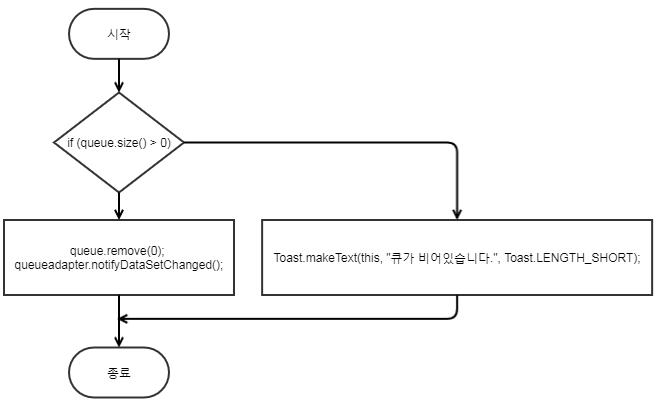 시작
if (queue.size() > 0)
queue.remove(0);
queueadapter.notifyDataSetChanged();
Toast.makeText(this, "큐가 비어있습니다.", Toast.LENGTH_SHORT);
종료